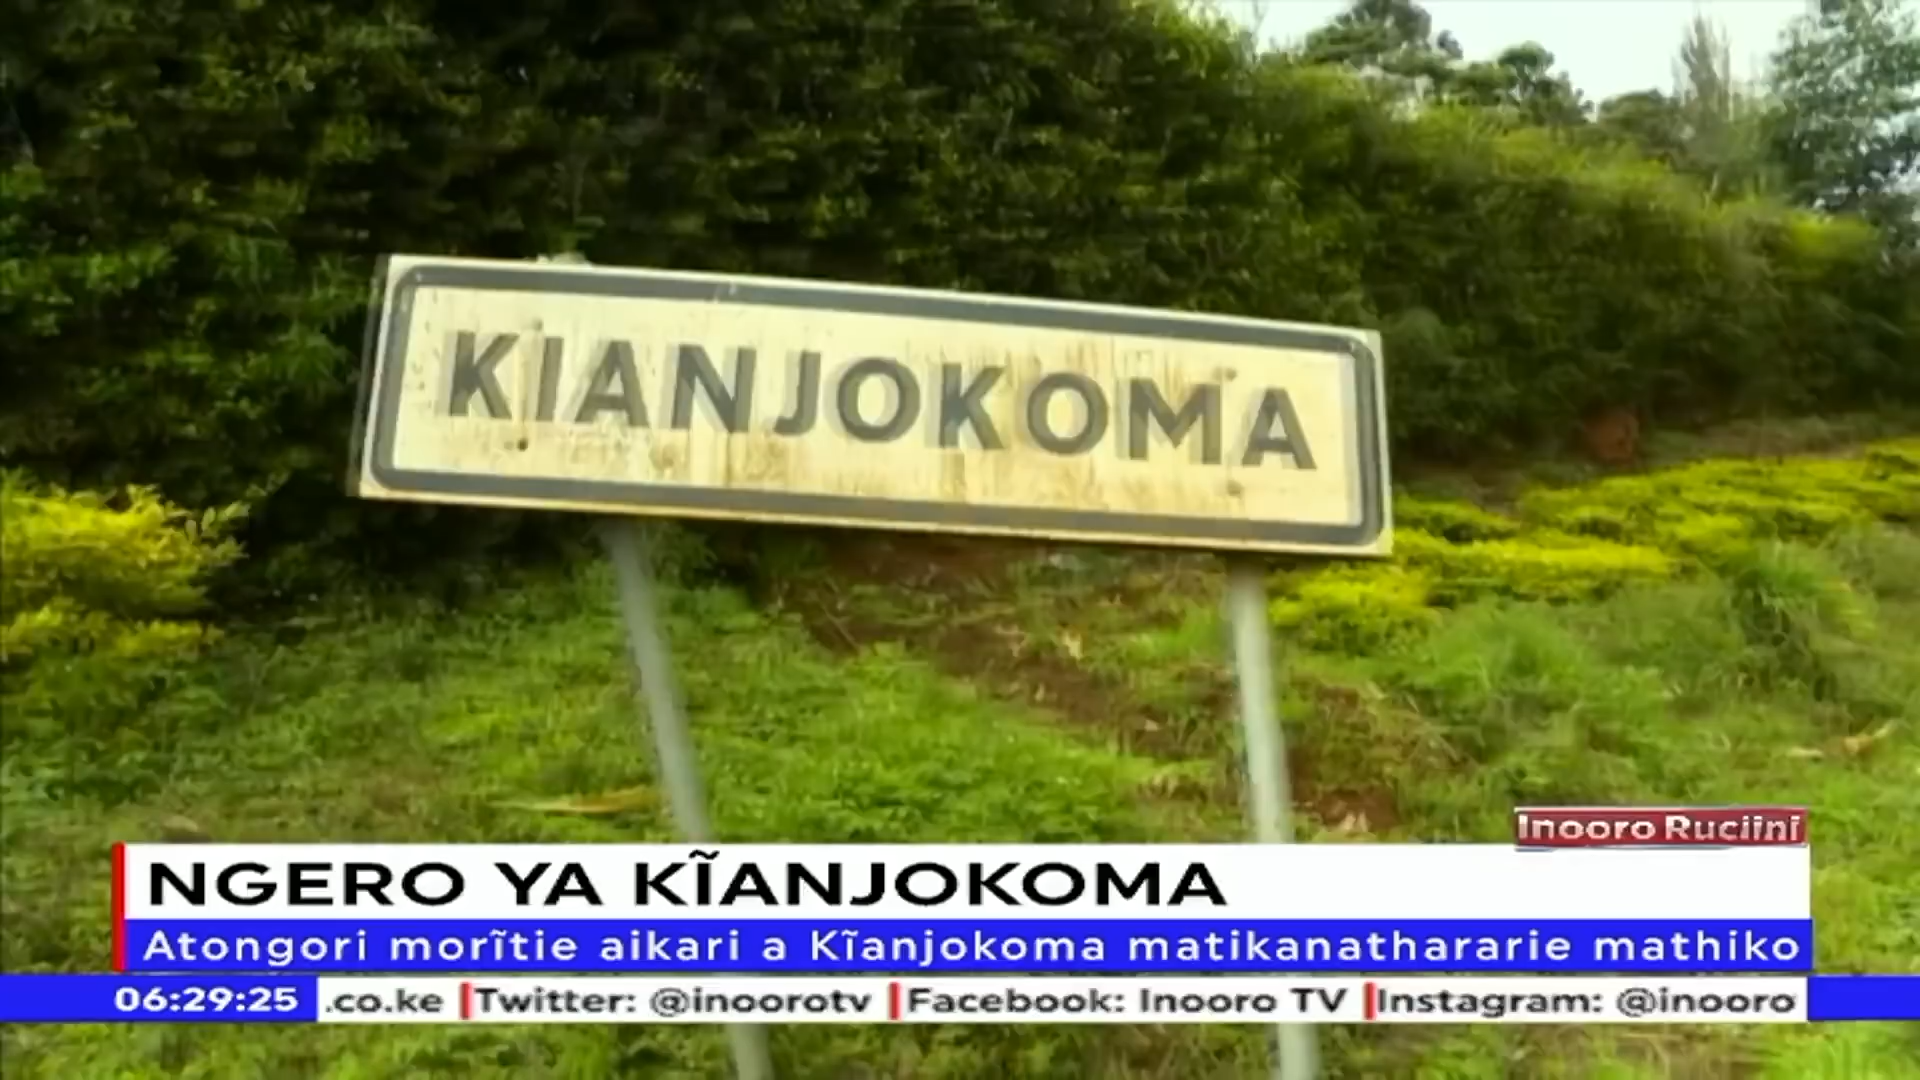 KIANJOKOMA
Inooro Ruciini
NGERO YA KĨANJOKOMA
Atongori morĩtie aikari a Kĩanjokoma matikanathararie mathiko
06:29:25 .co.ke |Twitter: @inoorotv |Facebook: Inooro TV |Instagram: @inooro